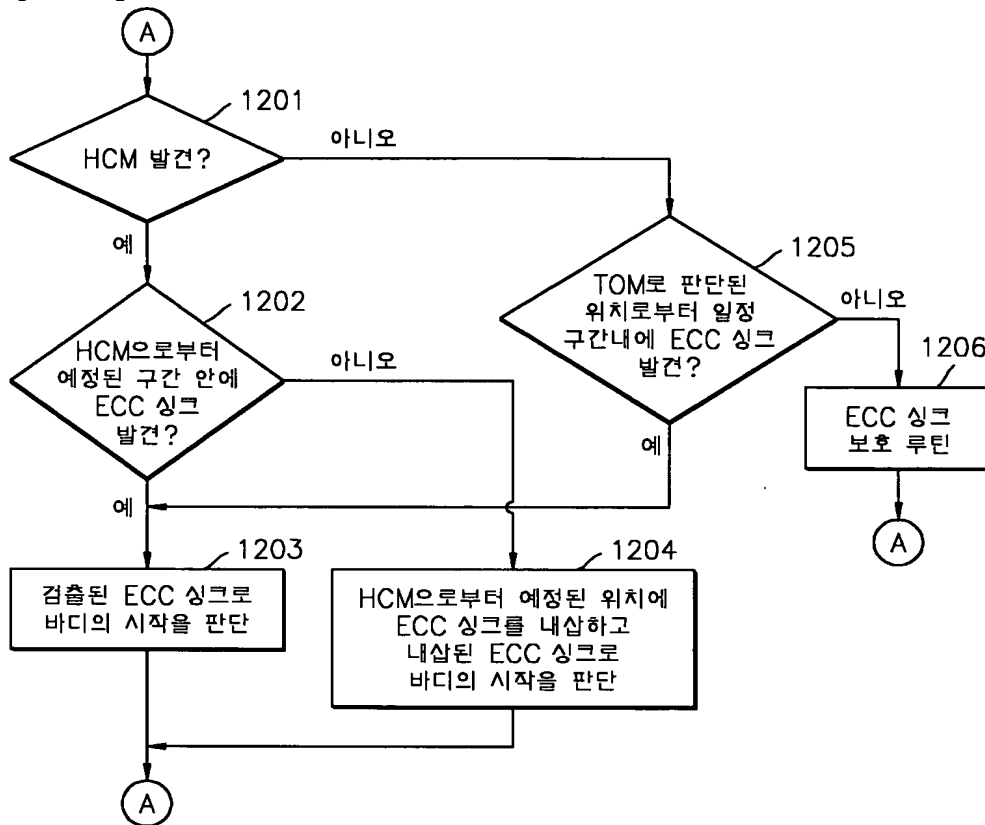 A
1201
HCM 발견?
아니오
예
1205
TOM로 판단된
위치로부터 일정
구간내에 ECC 싱크
발견?
아니오
예
1202
HCM으로부터
예정된 구간 안에
ECC 싱크
발견?
아니오
예
1206
ECC 싱크
보호 루틴
A
1203
검출된 ECC 싱크로
바디의 시작을 판단
1204
HCM으로부터 예정된 위치에
ECC 싱크를 내삽하고
내삽된 ECC 싱크로
바디의 시작을 판단
A